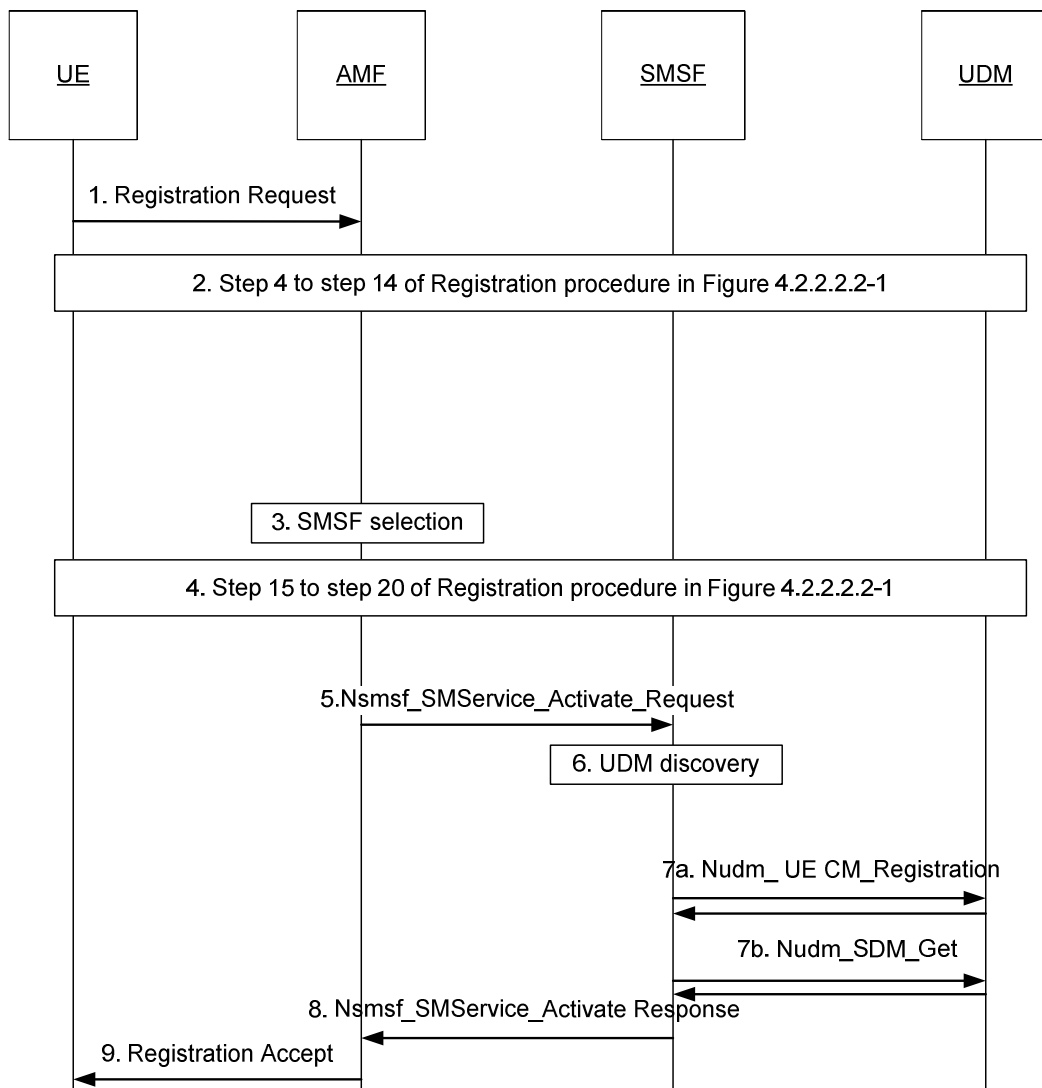 UE
AMF
SMSF
UDM
1. Registration Request
2. Step 4 to step 14 of Registration procedure in Figure 4.2.2.2.2-1
3. SMSF selection
4. Step 15 to step 20 of Registration procedure in Figure 4.2.2.2.2-1
5.Nsmsf_SMService_Activate_Request
6. UDM discovery
7a. Nudm_ UE CM_Registration
7b. Nudm_SDM_Get
8. Nsmsf_SMService_Activate Response
9. Registration Accept